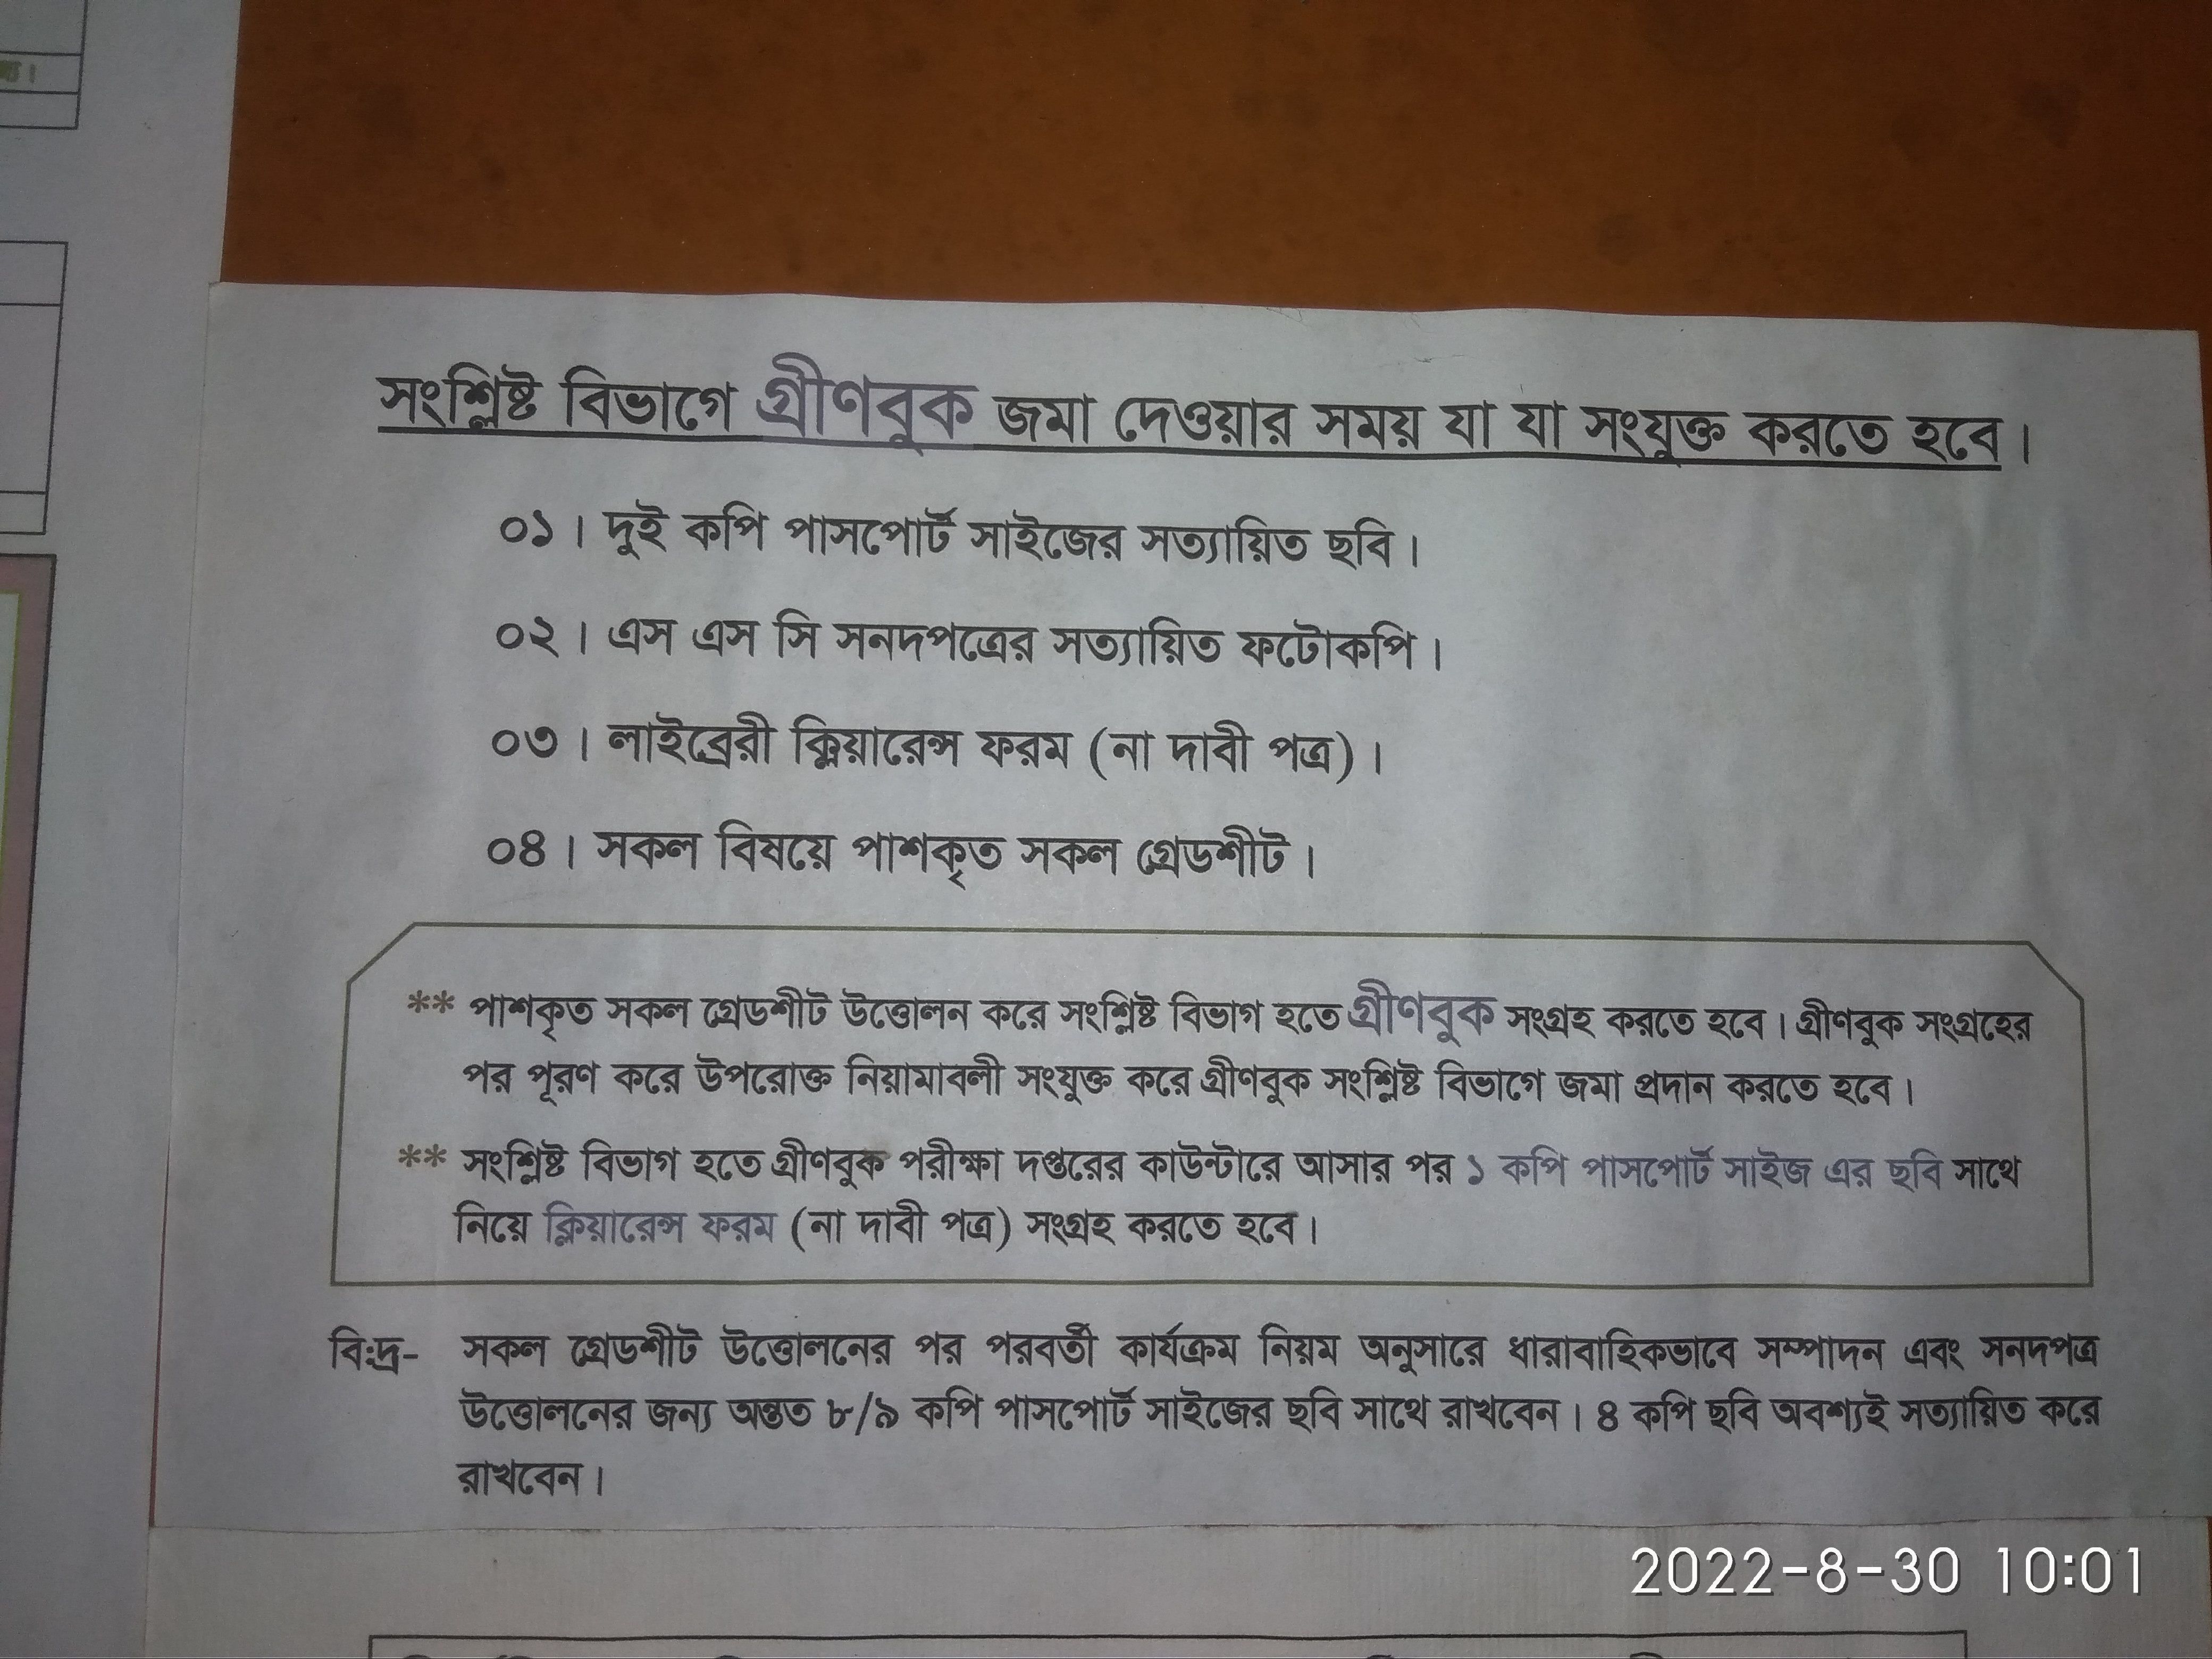 সংশ্লিষ্ট বিভাগে গ্রীণবুক জমা দেওয়ার সময় যা যা সংযুক্ত করতে হবে।
০১। দুই কপি পাসপোর্ট সাইজের সত্যায়িত ছবি।
০২। এস এস সি সনদপত্রের সত্যায়িত ফটোকপি।
০৩। লাইব্রেরী ক্লিয়ারেন্স ফরম (না দাবী পত্র)।
০৪। সকল বিষয়ে পাশকৃত সকল গ্রেডশীট।
** পাশকৃত সকল গ্রেডশীট উত্তোলন করে সংশ্লিষ্ট বিভাগ হতে গ্রীণবুক সংগ্রহ করতে হবে। গ্রীণবুক সংগ্রহের
পর পূরণ করে উপরোক্ত নিয়ামাবলী সংযুক্ত করে গ্রীণবুক সংশ্লিষ্ট বিভাগে জমা প্রদান করতে হবে।
** সংশ্লিষ্ট বিভাগ হতে গ্রীণবুক পরীক্ষা দপ্তরের কাউন্টারে আসার পর ১ কপি পাসপোর্ট সাইজ এর ছবি সাথে
নিয়ে ক্লিয়ারেন্স ফরম (না দাবী পত্র) সংগ্রহ করতে হবে।
বি:দ্র- সকল গ্রেডশীট উত্তোলনের পর পরবর্তী কার্যক্রম নিয়ম অনুসারে ধারাবাহিকভাবে সম্পাদন এবং সনদপত্র
উত্তোলনের জন্য অন্তত ৮/৯ কপি পাসপোর্ট সাইজের ছবি সাথে রাখবেন। ৪ কপি ছবি অবশ্যই সত্যায়িত করে
রাখবেন।
2022-8-30 10:01